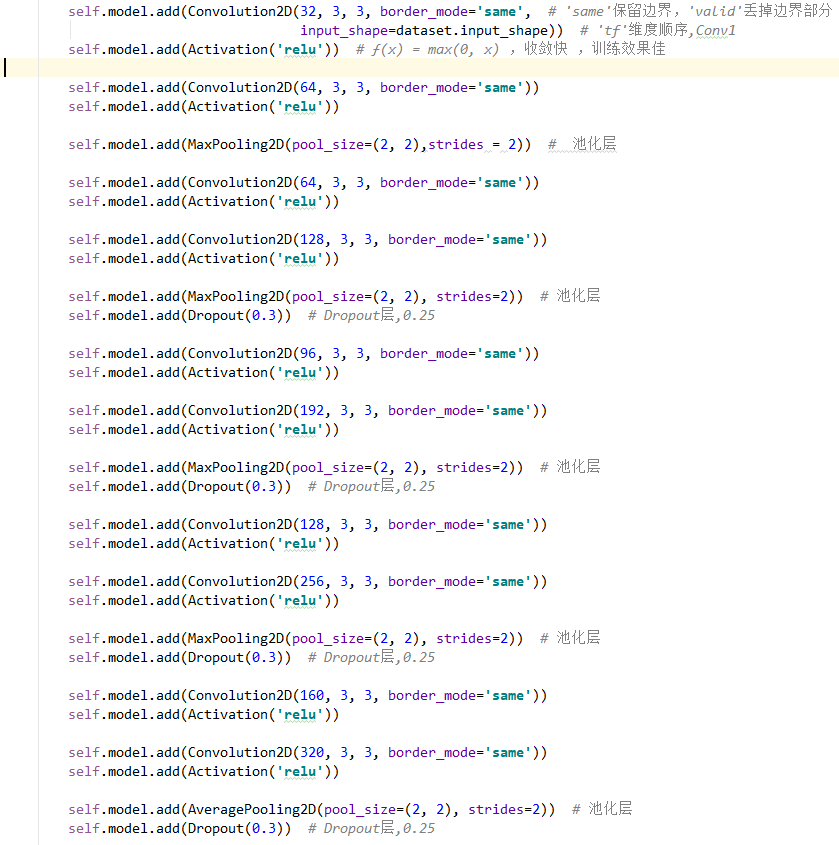 self.model.add(Convolution2D(32, 3, 3, border_mode='same',  # 'same'保留边界，'valid'丢掉边界部分
input_shape=dataset.input_shape))  # 'tf'维度顺序,Conv1
self.model.add(Activation('relu'))  # f(x) = max(0, x) ，收敛快 ，训练效果佳
self.model.add(Convolution2D(64, 3, 3, border_mode='same'))
self.model.add(Activation('relu'))
self.model.add(MaxPooling2D(pool_size=(2, 2),strides = 2))  #  池化层
self.model.add(Convolution2D(64, 3, 3, border_mode='same'))
self.model.add(Activation('relu'))
self.model.add(Convolution2D(128, 3, 3, border_mode='same'))
self.model.add(Activation('relu'))
self.model.add(MaxPooling2D(pool_size=(2, 2), strides=2))  # 池化层
self.model.add(Dropout(0.3))  # Dropout层,0.25
self.model.add(Convolution2D(96, 3, 3, border_mode='same'))
self.model.add(Activation('relu'))
self.model.add(Convolution2D(192, 3, 3, border_mode='same'))
self.model.add(Activation('relu'))
self.model.add(MaxPooling2D(pool_size=(2, 2), strides=2))  # 池化层
self.model.add(Dropout(0.3))  # Dropout层,0.25
self.model.add(Convolution2D(128, 3, 3, border_mode='same'))
self.model.add(Activation('relu'))
self.model.add(Convolution2D(256, 3, 3, border_mode='same'))
self.model.add(Activation('relu'))
self.model.add(MaxPooling2D(pool_size=(2, 2), strides=2))  # 池化层
self.model.add(Dropout(0.3))  # Dropout层,0.25
self.model.add(Convolution2D(160, 3, 3, border_mode='same'))
self.model.add(Activation('relu'))
self.model.add(Convolution2D(320, 3, 3, border_mode='same'))
self.model.add(Activation('relu'))
self.model.add(AveragePooling2D(pool_size=(2, 2), strides=2))  # 池化层
self.model.add(Dropout(0.3))  # Dropout层,0.25